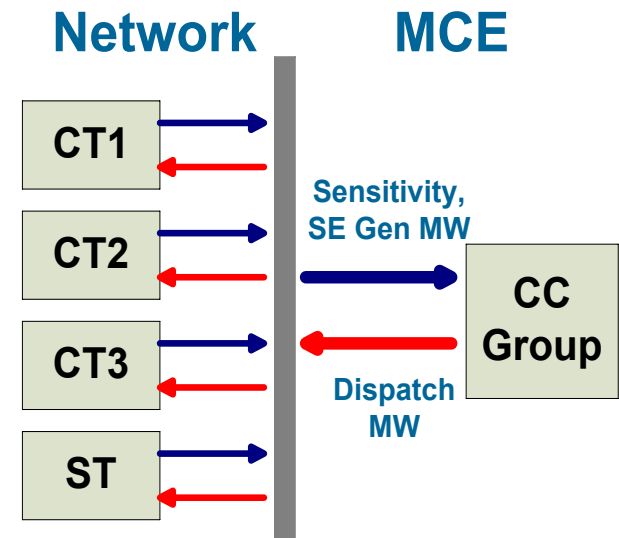 Network
MCE
CT1
CT2
CT3
ST
Sensitivity,
SE Gen MW
Dispatch
MW
CC
Group